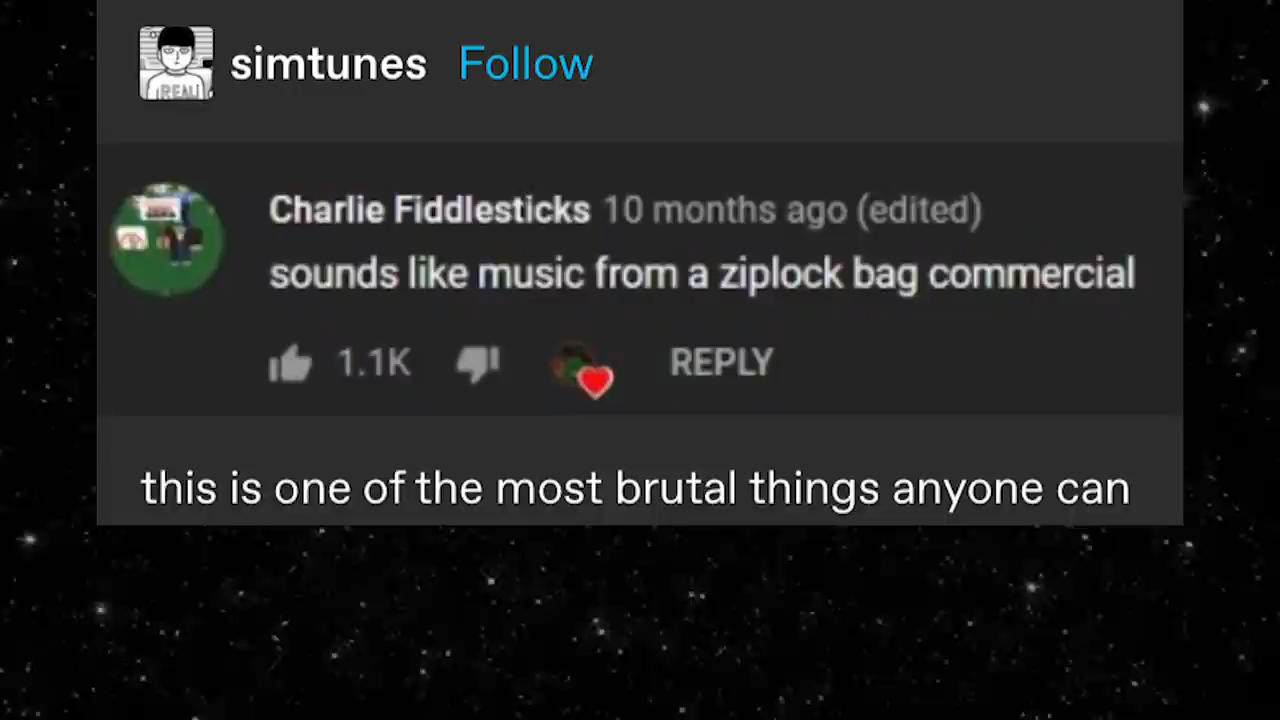 simtunes Follow
REAL
Charlie Fiddlesticks 10 months ago (edited)
sounds like music from a ziplock bag commercial
1.1K REPLY
this is one of the most brutal things anyone can